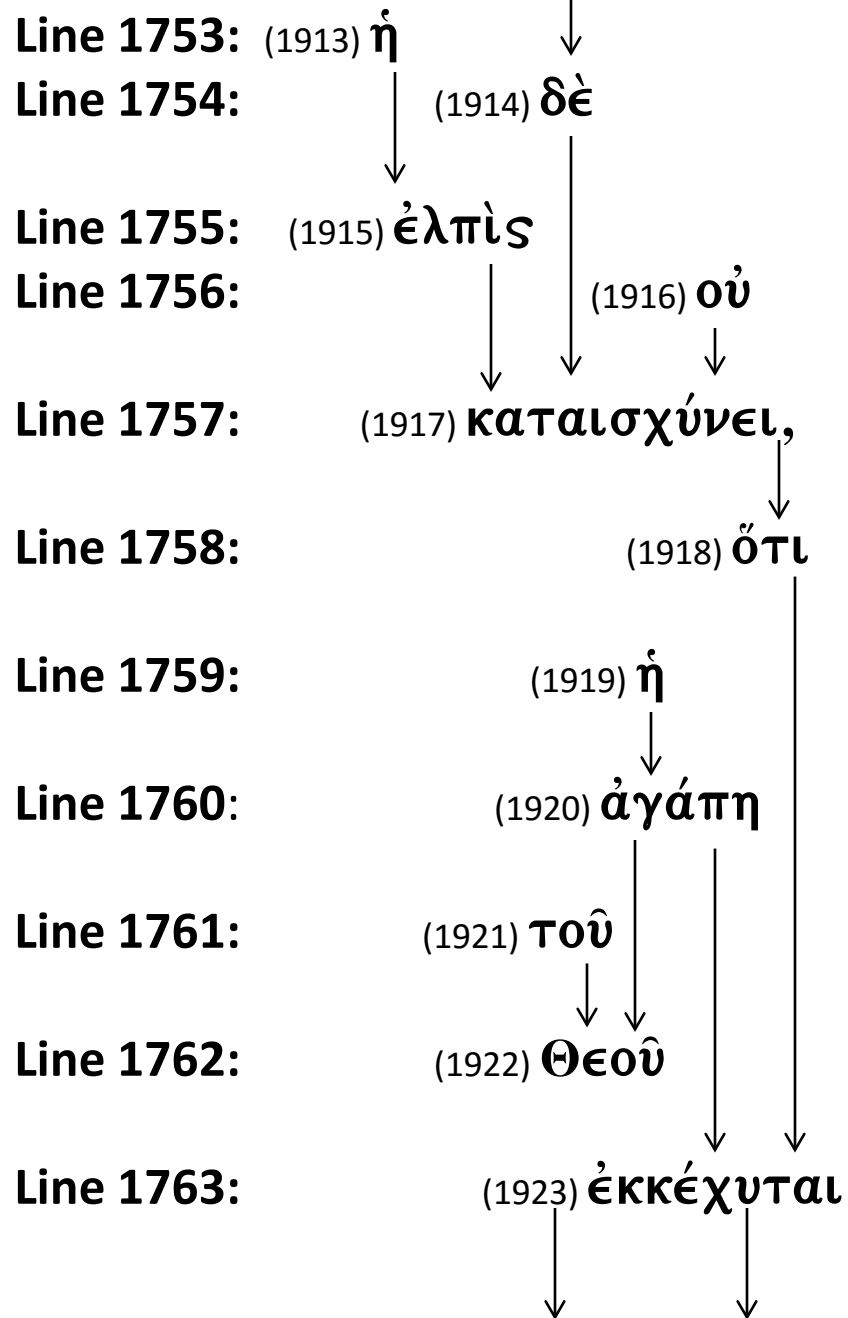 Line 1753: (1913) ἡ
Line 1754: (1914) δὲ
Line 1755: (1915) ἐλπὶς
Line 1756: (1916) οὐ
Line 1757: (1917) καταισχύνει,
Line 1758: (1918) ὅτι
Line 1759: (1919) ἡ
Line 1760: (1920) ἀγάπη
Line 1761: (1921) τοῦ
Line 1762: (1922) Θεοῦ
Line 1763: (1923) ἐκκέχυται